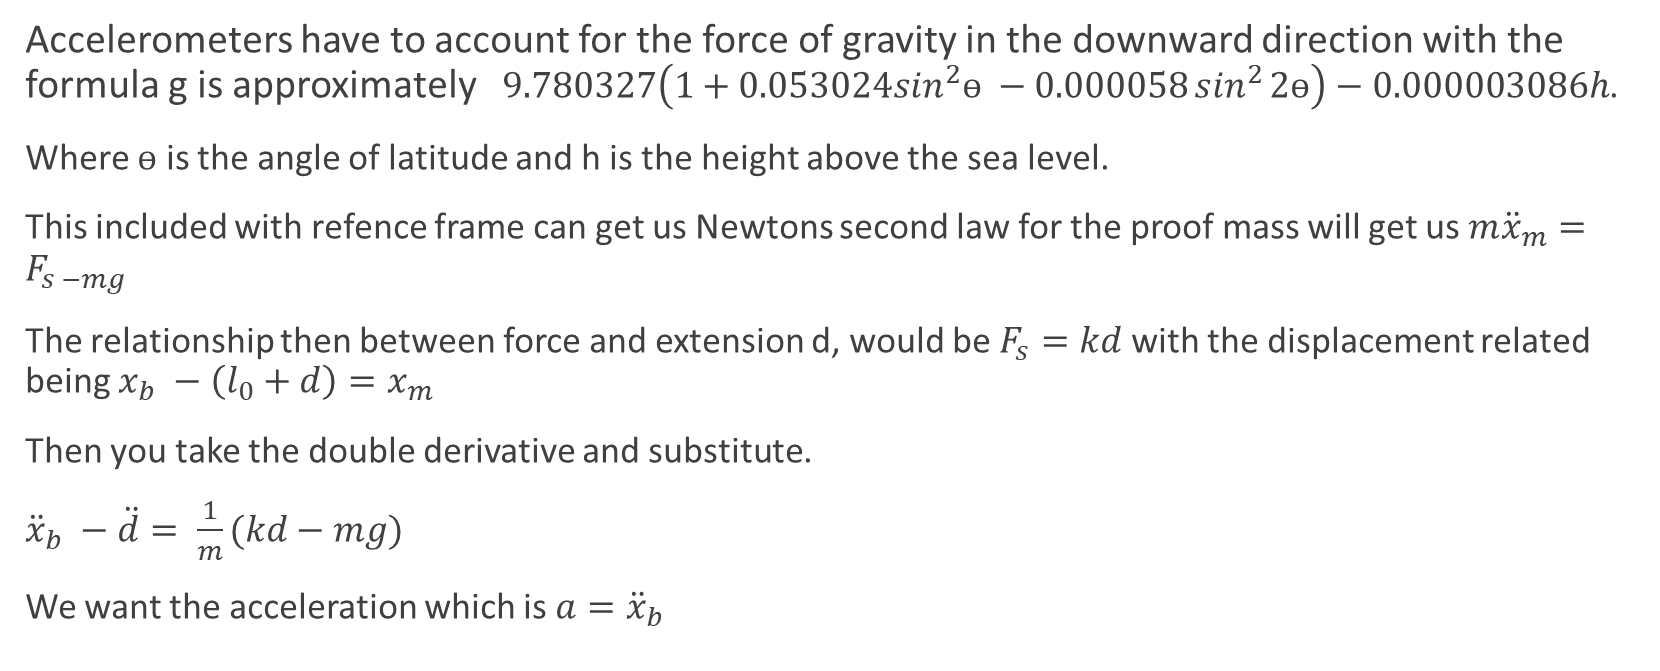 Accelerometers have to account for the force of gravity in the downward direction with the
formula g is approximately 9.780327(1 + 0.053024sin²ɵ − 0.000058 sin² 2ɵ) − 0.000003086h.
Where ɵ is the angle of latitude and h is the height above the sea level.
This included with refence frame can get us Newtons second law for the proof mass will get us mẍₘ =
Fₛ ₋ₘg
The relationship then between force and extension d, would be Fₛ = kd with the displacement related
being x_b − (l₀ + d) = xₘ
Then you take the double derivative and substitute.
ẍ_b − d̈ = 1/m (kd − mg)
We want the acceleration which is a = ẍ_b